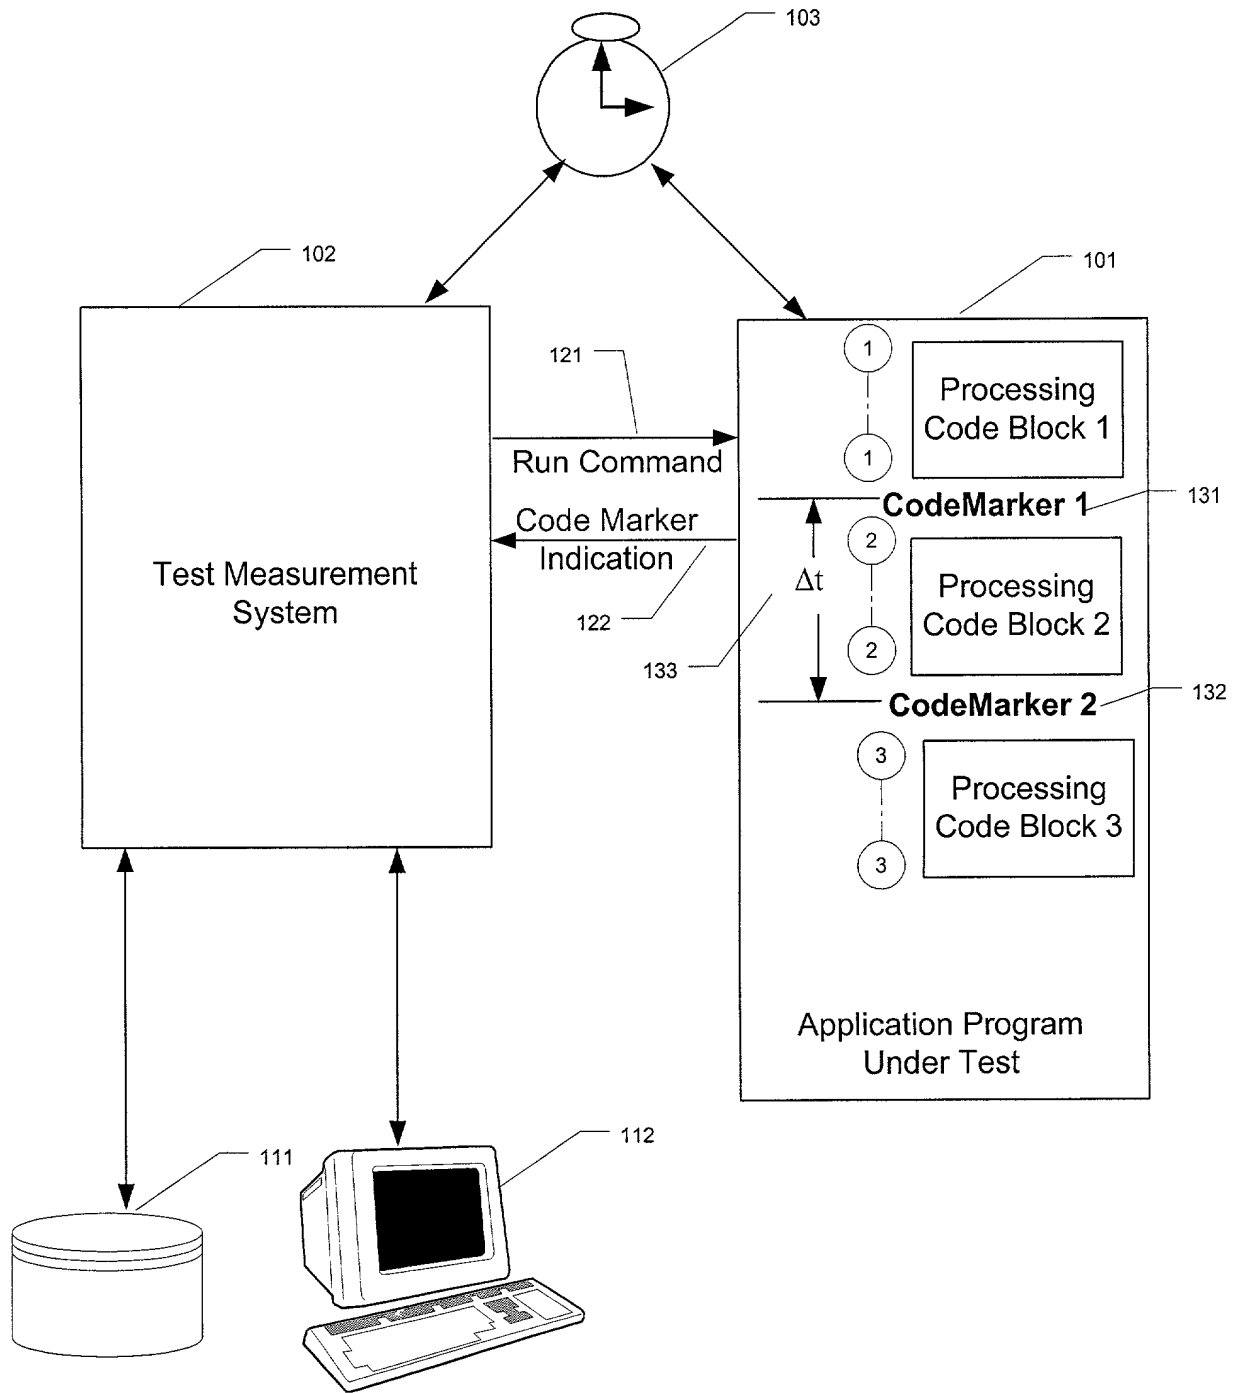 103
102
101
121
1
Processing
Code Block 1
1
Run Command
CodeMarker 1
131
Code Marker
Indication
122
2
Processing
Code Block 2
2
Δt
133
Test Measurement
System
CodeMarker 2
132
3
Processing
Code Block 3
3
Application Program
Under Test
111
112